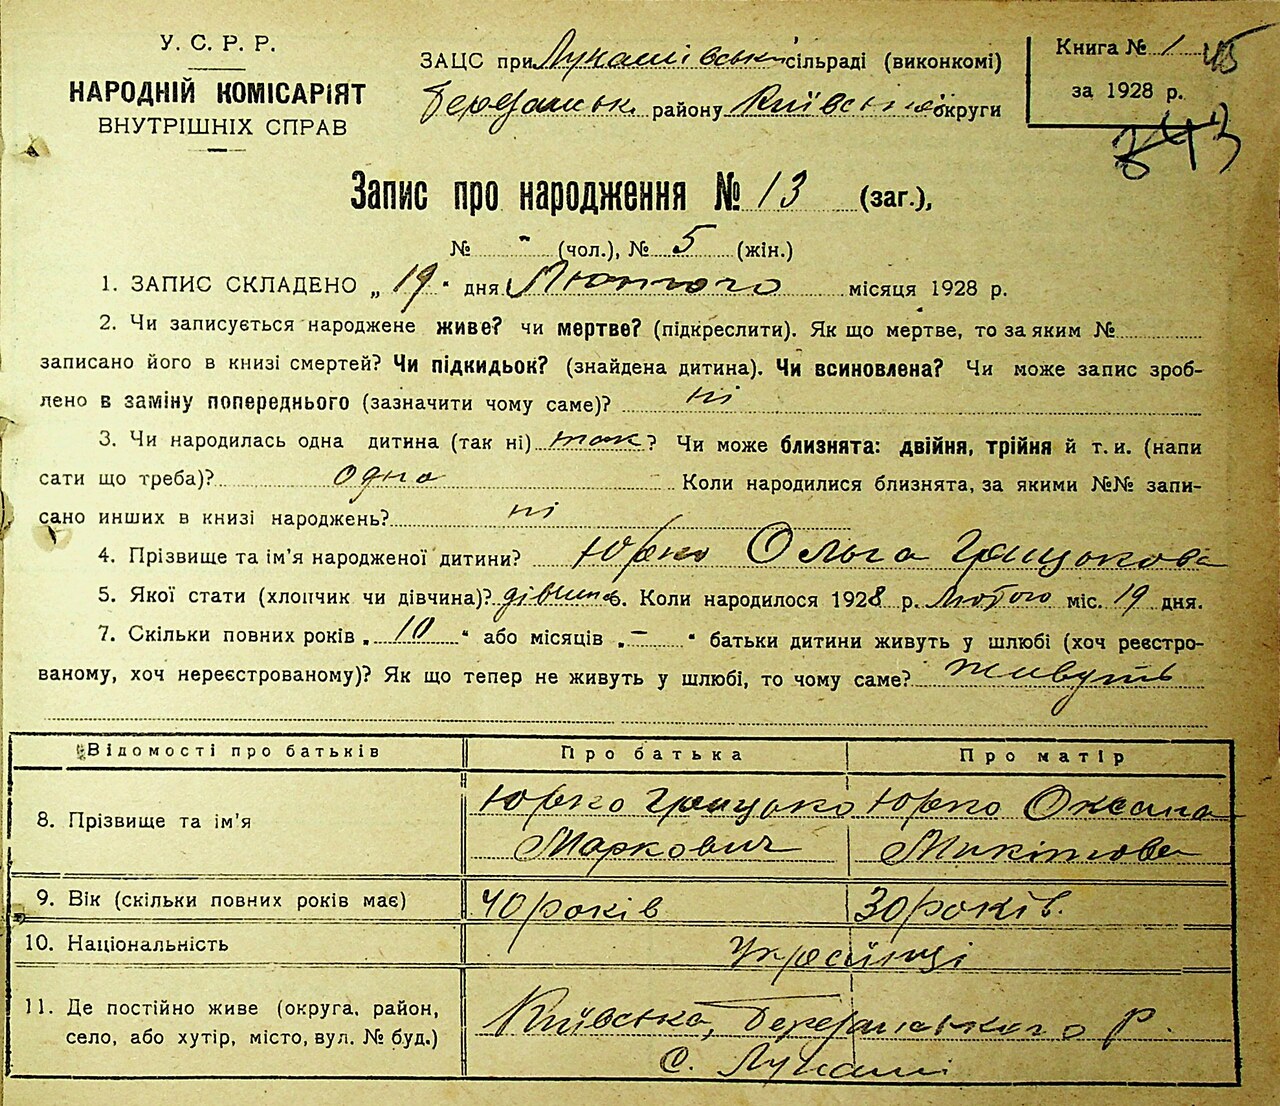 У. С. Р. Р.
НАРОДНІЙ КОМІСАРІЯТ
ВНУТРІШНІХ СПРАВ
ЗАЦС при Лукашівській сільраді (виконкомі)
Березанськ. району Київської округи
Книга № 1 45
за 1928 р.
343
Запис про народження № 13 (заг.),
№ - (чол.), № 5 (жін.)
1. ЗАПИС СКЛАДЕНО „ 19 " дня Лютого місяця 1928 р.
2. Чи записується народжене живе? чи мертве? (підкреслити). Як що мертве, то за яким №
записано його в книзі смертей? Чи підкидьок? (знайдена дитина). Чи всиновлена? Чи може запис зроб-
лено в заміну попереднього (зазначити чому саме)? ні
3. Чи народилась одна дитина (так ні) так? Чи може близнята: двійня, трійня й т. и. (напи
сати що треба)? одна Коли народилися близнята, за якими №№ запи-
сано инших в книзі народжень? ні
4. Прізвище та ім'я народженої дитини? Юрко Ольга Грицькова
5. Якої стати (хлопчик чи дівчина)? дівчина 6. Коли народилося 1928 р. Лютого міс. 19 дня.
7. Скільки повних років „ 10 " або місяців „ - " батьки дитини живуть у шлюбі (хоч реєстро-
ваному, хоч нереєстрованому)? Як що тепер не живуть у шлюбі, то чому саме? живуть
Відомості про батьків Про батька Про матір
8. Прізвище та ім'я Юрко Грицько Маркович Юрко Оксана Микітова
9. Вік (скільки повних років має) 40 років 30 років.
10. Національність Українці
11. Де постійно живе (округа, район, Київська, Березанського р.
село, або хутір, місто, вул. № буд.) с. Лукаші